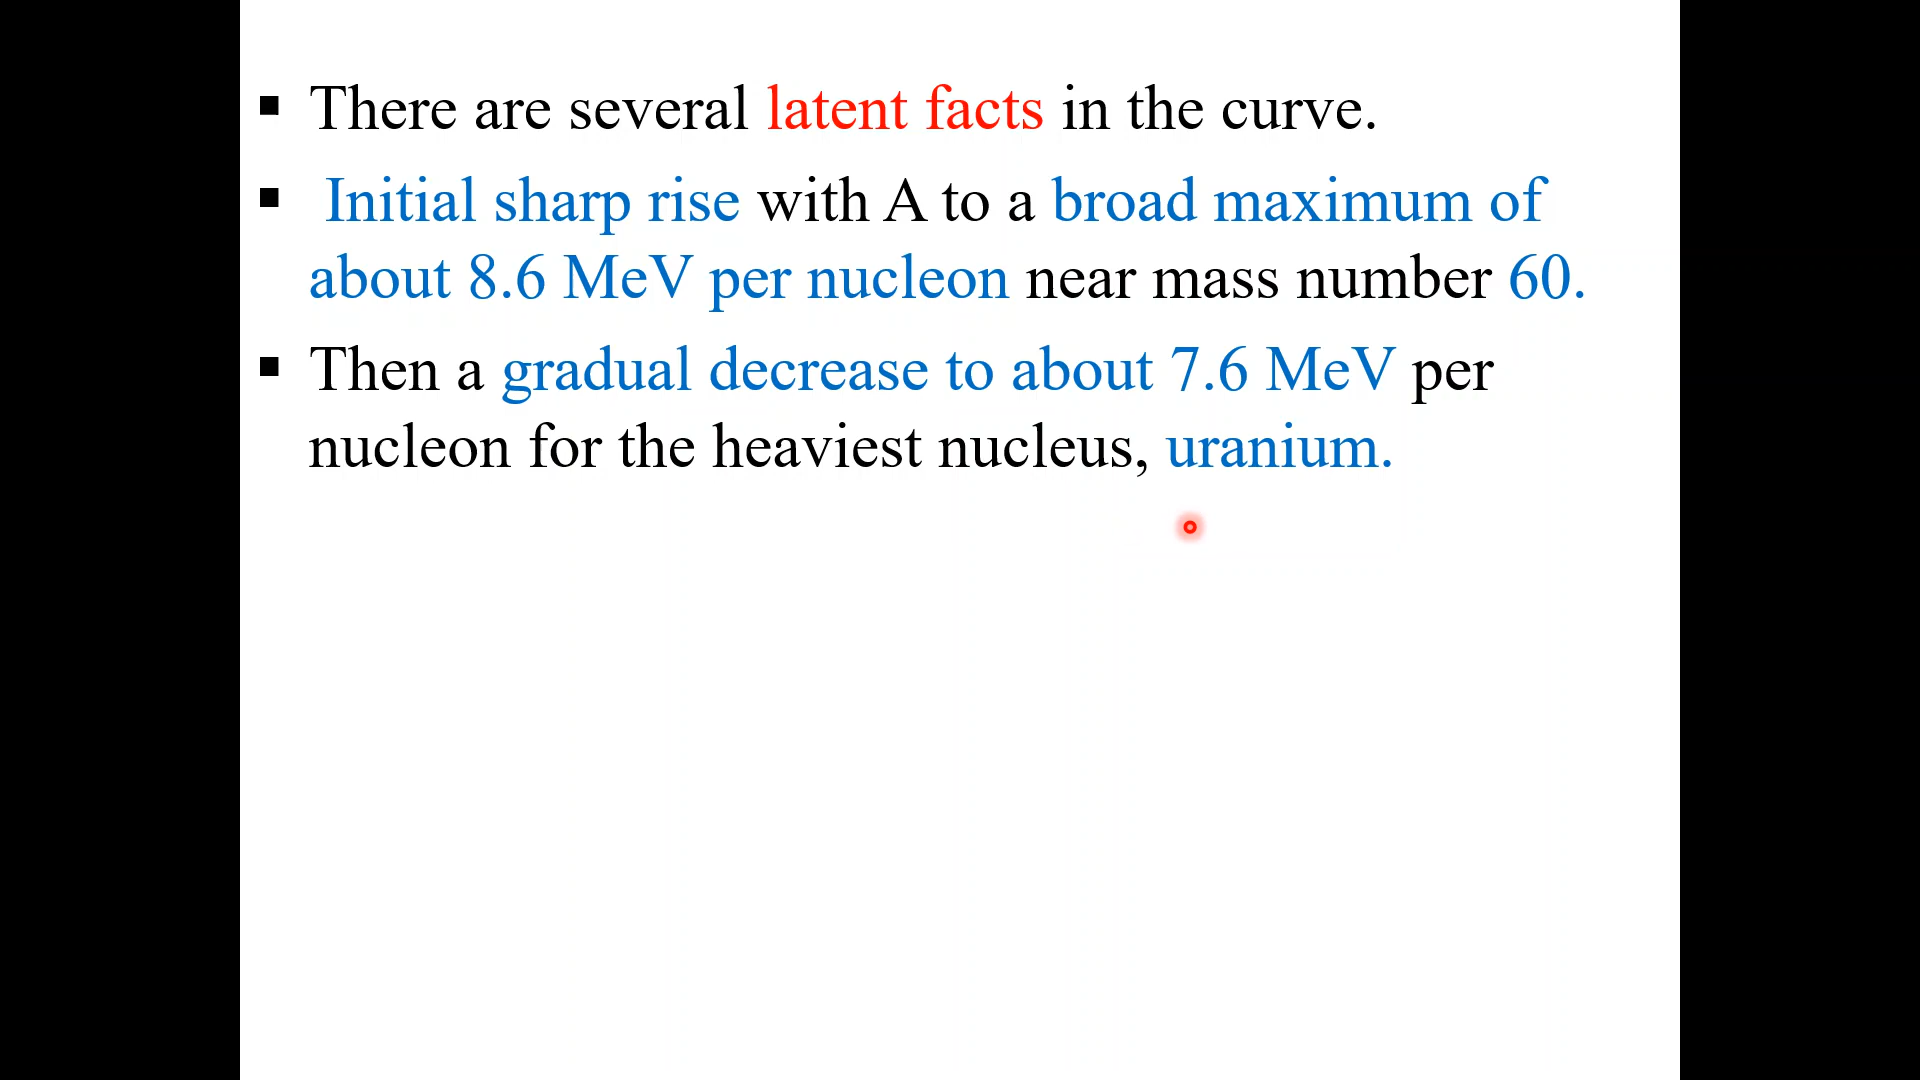 ▪ There are several latent facts in the curve.
▪ Initial sharp rise with A to a broad maximum of
about 8.6 MeV per nucleon near mass number 60.
▪ Then a gradual decrease to about 7.6 MeV per
nucleon for the heaviest nucleus, uranium.